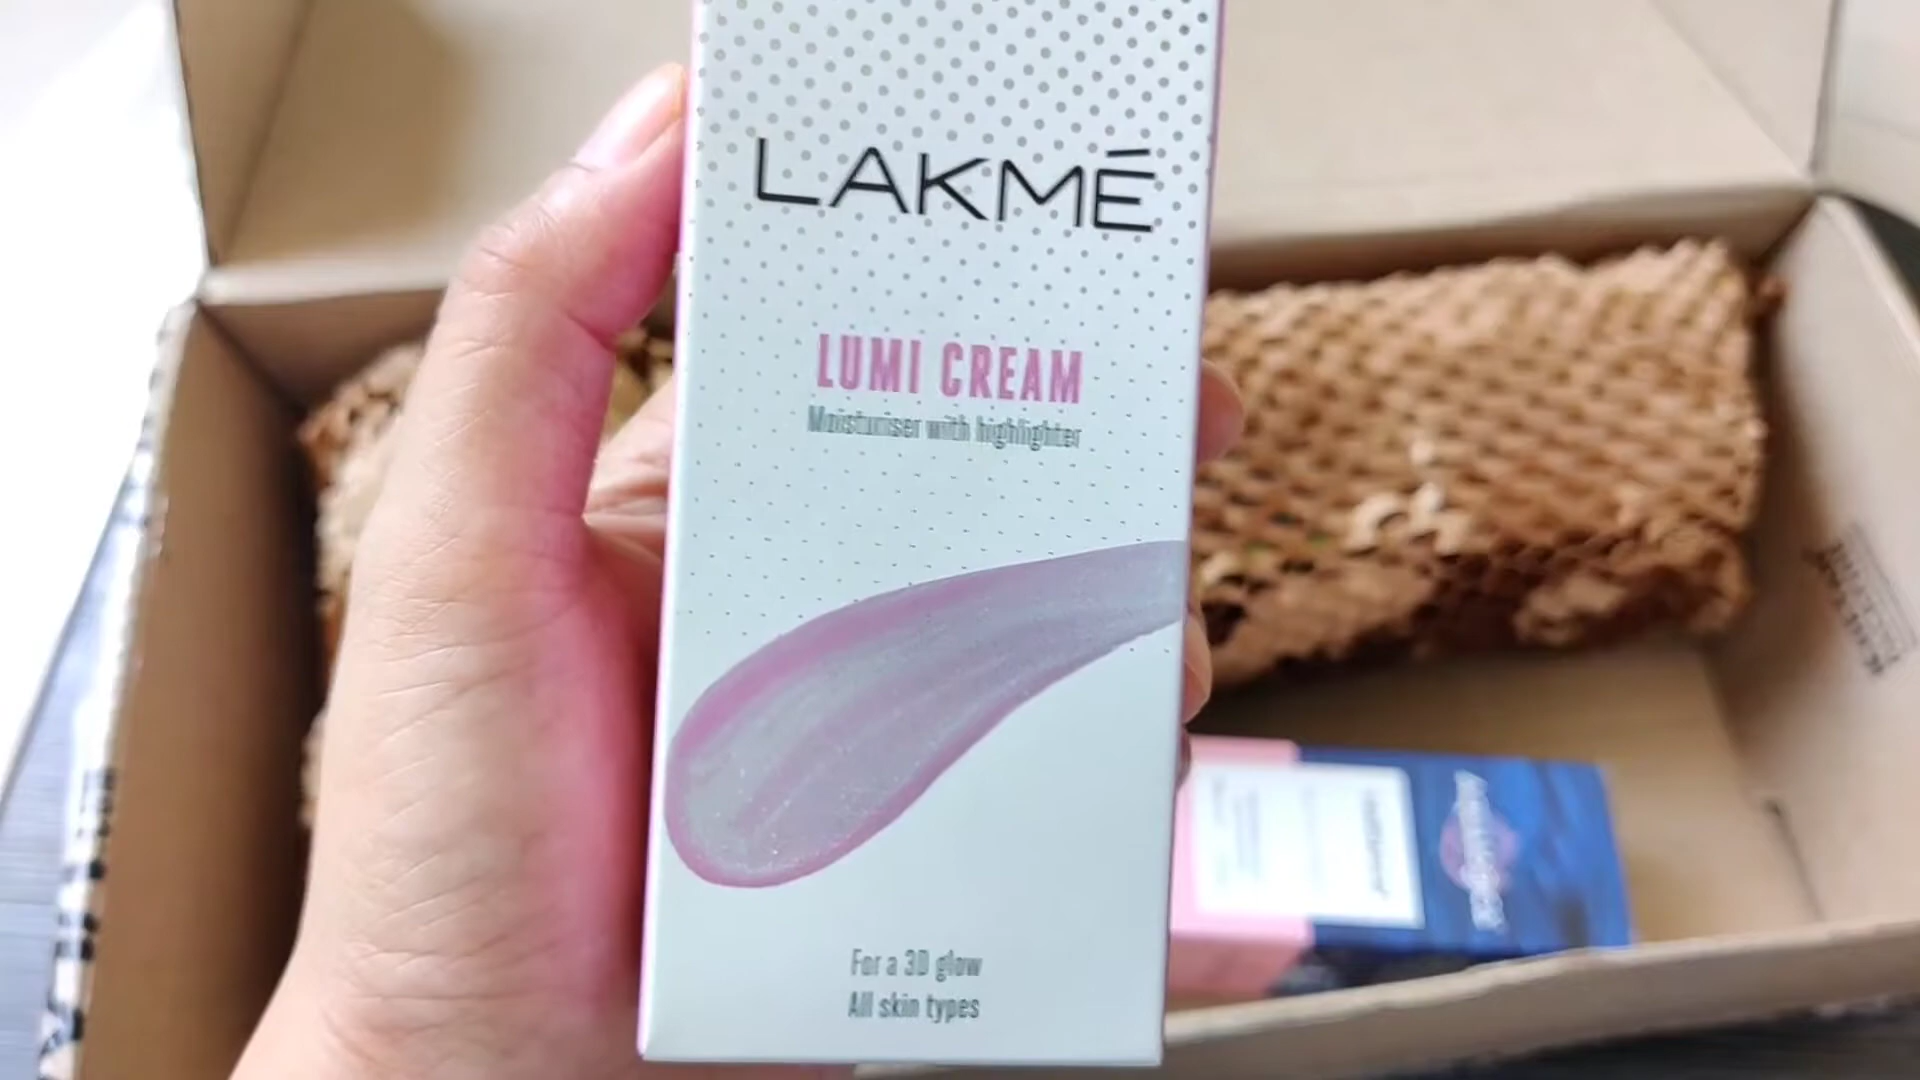 LAKMÉ
LUMI CREAM
Moisturiser with highlighter
For a 3D glow
All skin types